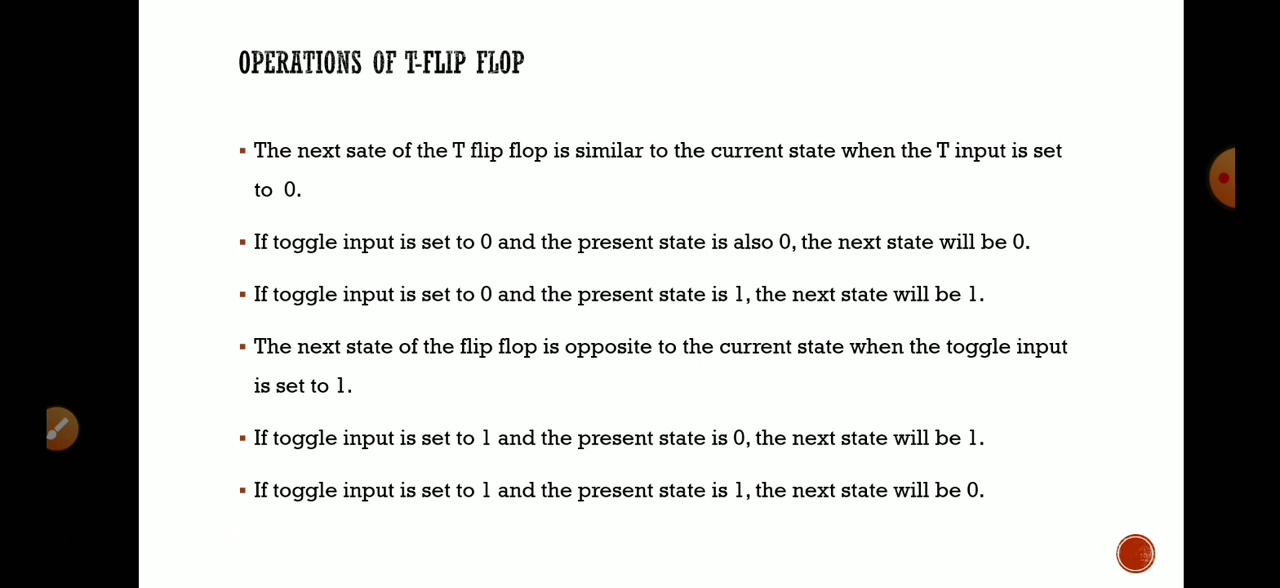 OPERATIONS OF T-FLIP FLOP
▪ The next sate of the T flip flop is similar to the current state when the T input is set
to 0.
▪ If toggle input is set to 0 and the present state is also 0, the next state will be 0.
▪ If toggle input is set to 0 and the present state is 1, the next state will be 1.
▪ The next state of the flip flop is opposite to the current state when the toggle input
is set to 1.
▪ If toggle input is set to 1 and the present state is 0, the next state will be 1.
▪ If toggle input is set to 1 and the present state is 1, the next state will be 0.